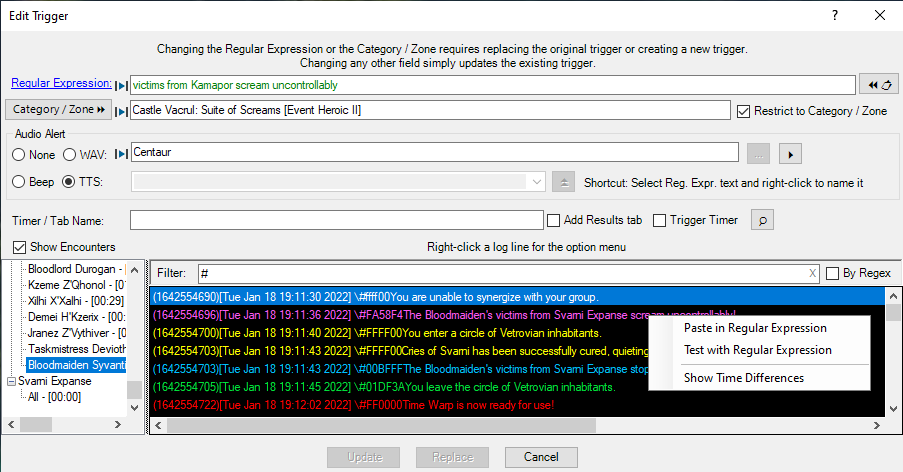 Edit Trigger
Changing the Regular Expression or the Category / Zone requires replacing the original trigger or creating a new trigger.
Changing any other field simply updates the existing trigger.
Regular Expression: victims from Kamapor scream uncontrollably
Category / Zone Castle Vacrul: Suite of Screams [Event Heroic II] Restrict to Category / Zone
Audio Alert
None WAV: Centaur ...
Beep TTS: Shortcut: Select Reg. Expr. text and right-click to name it
Timer / Tab Name: Add Results tab Trigger Timer
Show Encounters Right-click a log line for the option menu
Bloodlord Durogan - [0
Kzeme Z'Qhonol - [0
Xilhi X'Xalhi - [00:29]
Demei H'Kzerix - [00
Janez Z'Vythiver - [0
Taskmistress Devioth
Bloodmaiden Syvanti
Svarni Expanse
All - [00:00]
Filter: # X By Regex
(1642554690)[Tue Jan 18 19:11:30 2022] \#ffff00You are unable to synergize with your group.
(1642554696)[Tue Jan 18 19:11:36 2022] \#FA58F4The Bloodmaiden's victims from Svarni Expanse scream uncontrollably!
(1642554700)[Tue Jan 18 19:11:40 2022] \#FFFF00You enter a circle of Vetrovian inhabitants.
(1642554703)[Tue Jan 18 19:11:43 2022] \#FFFF00Cries of Svarni has been successfully cured, quieting
(1642554703)[Tue Jan 18 19:11:43 2022] \#00BFFFThe Bloodmaiden's victims from Svarni Expanse stop
(1642554705)[Tue Jan 18 19:11:45 2022] \#01DF3AYou leave the circle of Vetrovian inhabitants.
(1642554722)[Tue Jan 18 19:12:02 2022] \#FF0000Time Warp is now ready for use!
Paste in Regular Expression
Test with Regular Expression
Show Time Differences
Update Replace Cancel